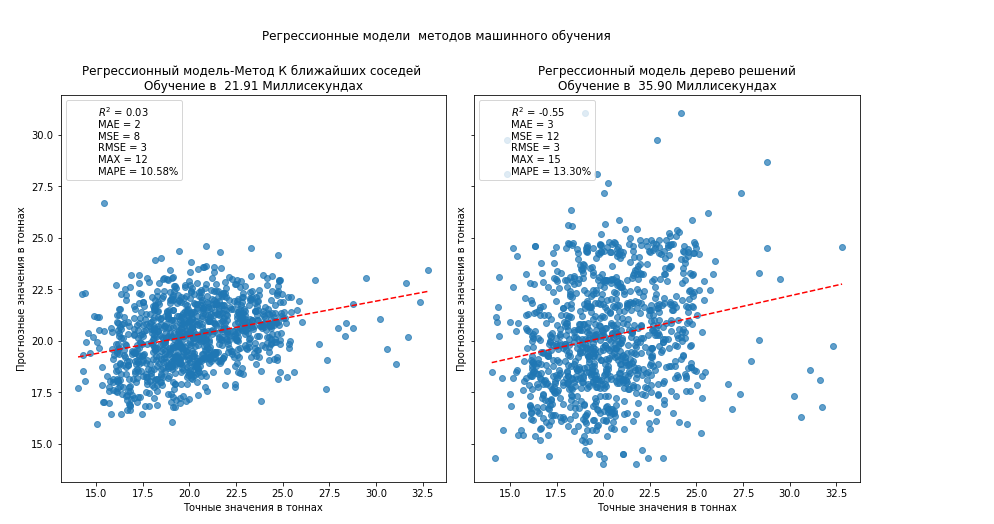 Регрессионные модели  методов машинного обучения
Регрессионный модель-Метод К ближайших соседей
Обучение в  21.91 Миллисекундах
R² = 0.03
MAE = 2
MSE = 8
RMSE = 3
MAX = 12
MAPE = 10.58%
30.0
27.5
25.0
22.5
20.0
17.5
15.0
Прогнозные значения в тоннах
15.0 17.5 20.0 22.5 25.0 27.5 30.0 32.5
Точные значения в тоннах
Регрессионный модель дерево решений
Обучение в  35.90 Миллисекундах
R² = -0.55
MAE = 3
MSE = 12
RMSE = 3
MAX = 15
MAPE = 13.30%
Прогнозные значения в тоннах
15.0 17.5 20.0 22.5 25.0 27.5 30.0 32.5
Точные значения в тоннах